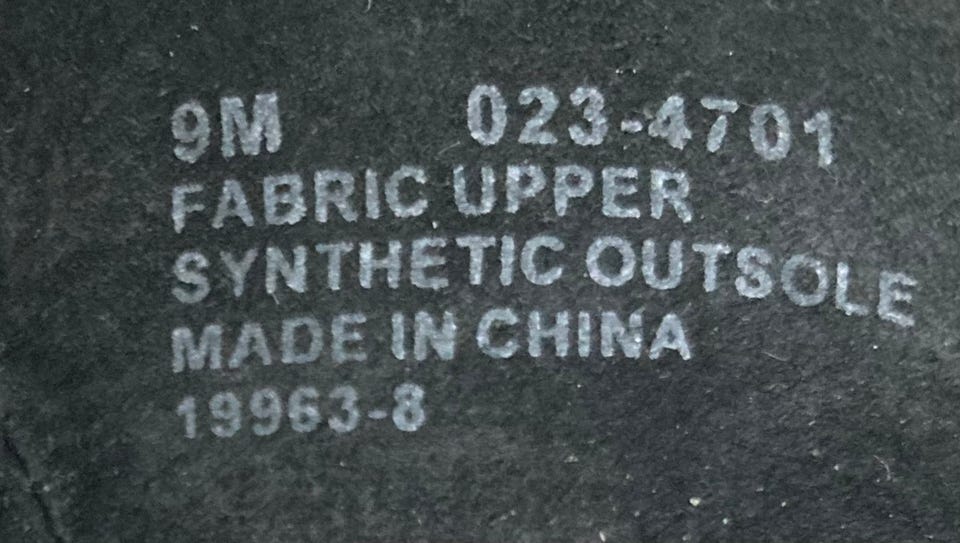 9M 023-4701
FABRIC UPPER
SYNTHETIC OUTSOLE
MADE IN CHINA
19963-8